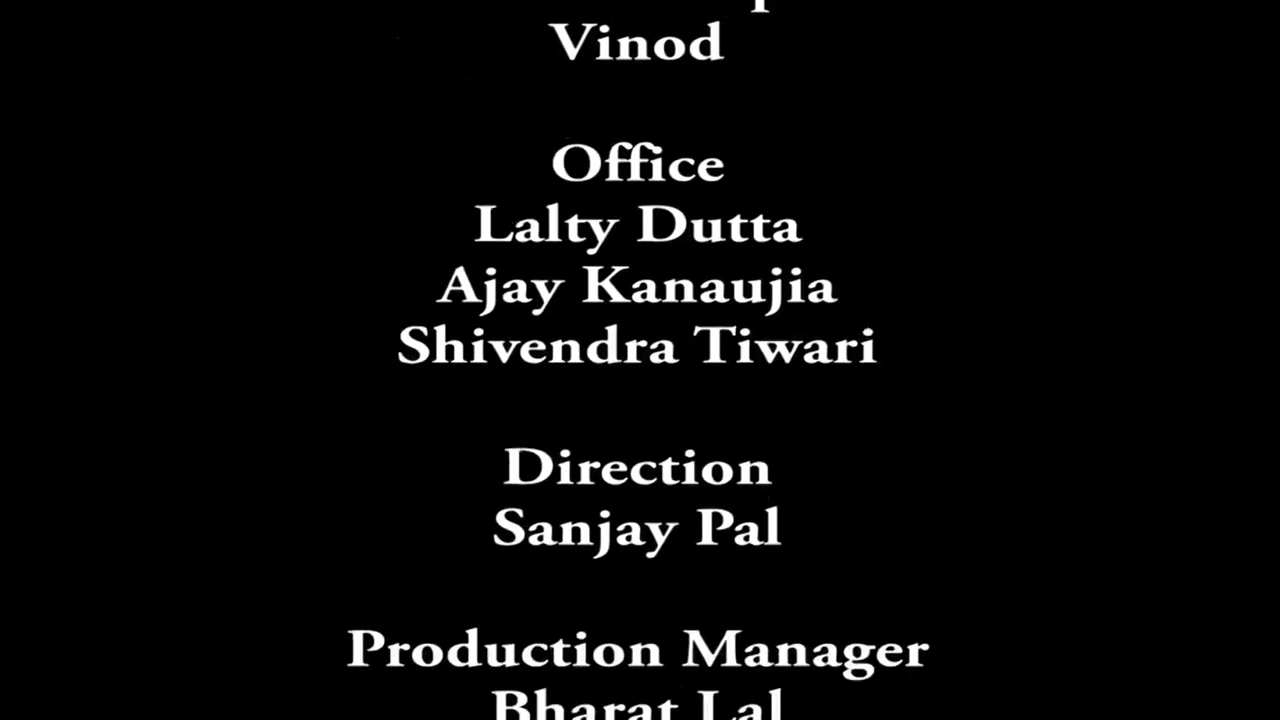 Vinod
Office
Lalty Dutta
Ajay Kanaujia
Shivendra Tiwari
Direction
Sanjay Pal
Production Manager
Bharat Lal